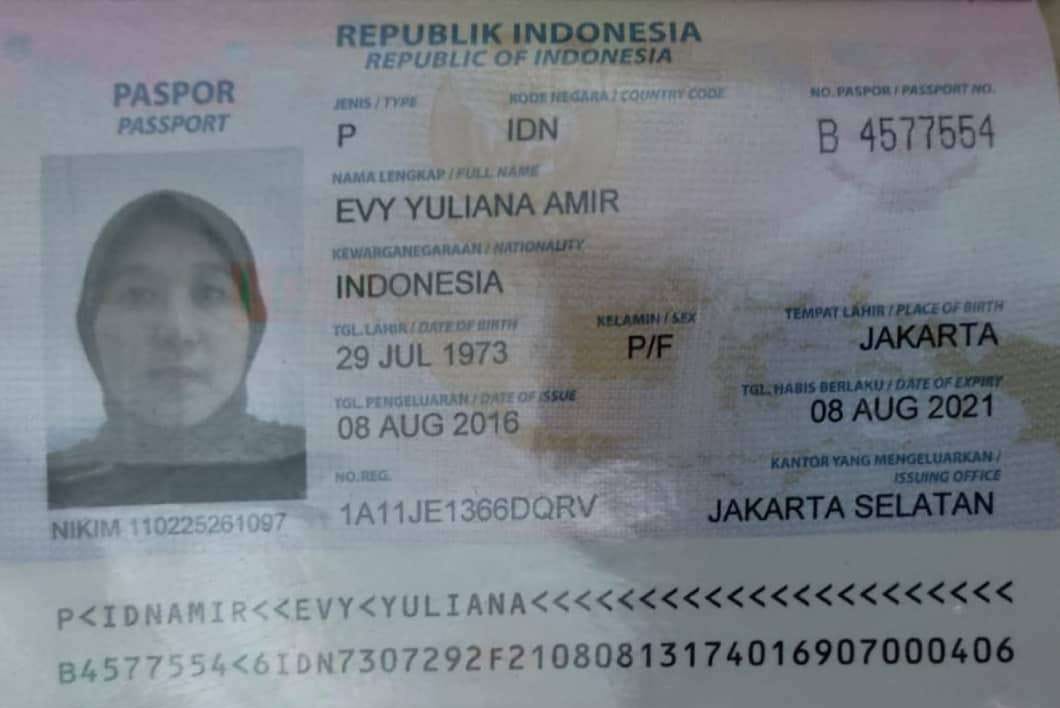 REPUBLIK INDONESIA
REPUBLIC OF INDONESIA
PASPOR
PASSPORT
JENIS / TYPE
KODE NEGARA / COUNTRY CODE
NO. PASPOR / PASSPORT NO.
P
IDN
B 4577554
NAMA LENGKAP / FULL NAME
EVY YULIANA AMIR
KEWARGANEGARAAN / NATIONALITY
INDONESIA
TGL. LAHIR / DATE OF BIRTH
KELAMIN / SEX
TEMPAT LAHIR / PLACE OF BIRTH
29 JUL 1973
P/F
JAKARTA
TGL. PENGELUARAN / DATE OF ISSUE
TGL. HABIS BERLAKU / DATE OF EXPIRY
08 AUG 2016
08 AUG 2021
NO. REG.
KANTOR YANG MENGELUARKAN /
ISSUING OFFICE
1A11JE1366DQRV
JAKARTA SELATAN
NIKIM 110225261097
P<IDNAMIR<<EVY<YULIANA<<<<<<<<<<<<<<<<<<<<<<
B4577554<6IDN7307292F2108081317401690700​0406